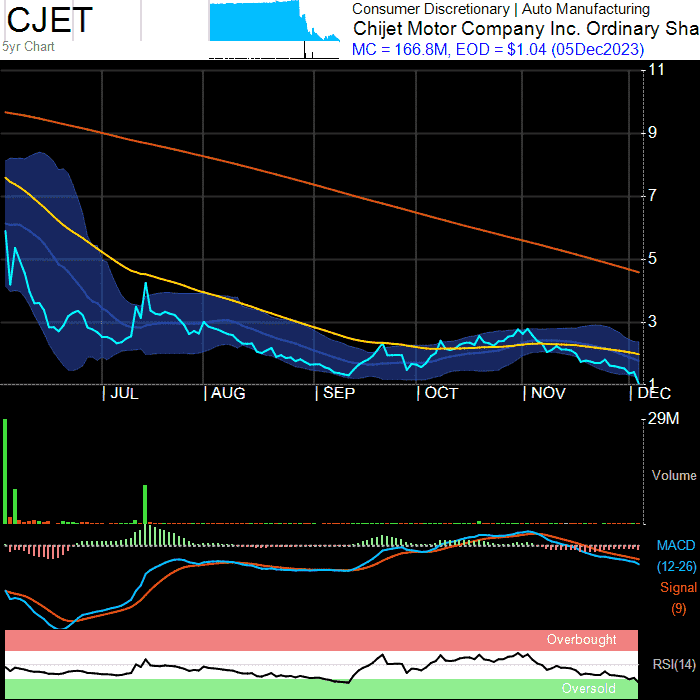 CJET
5yr Chart
Consumer Discretionary | Auto Manufacturing
Chijet Motor Company Inc. Ordinary Sha
MC = 166.8M, EOD = $1.04 (05Dec2023)
11
9
7
5
3
1
JUL AUG SEP OCT NOV DEC
29M
Volume
MACD
(12-26)
Signal
(9)
Overbought
RSI(14)
Oversold